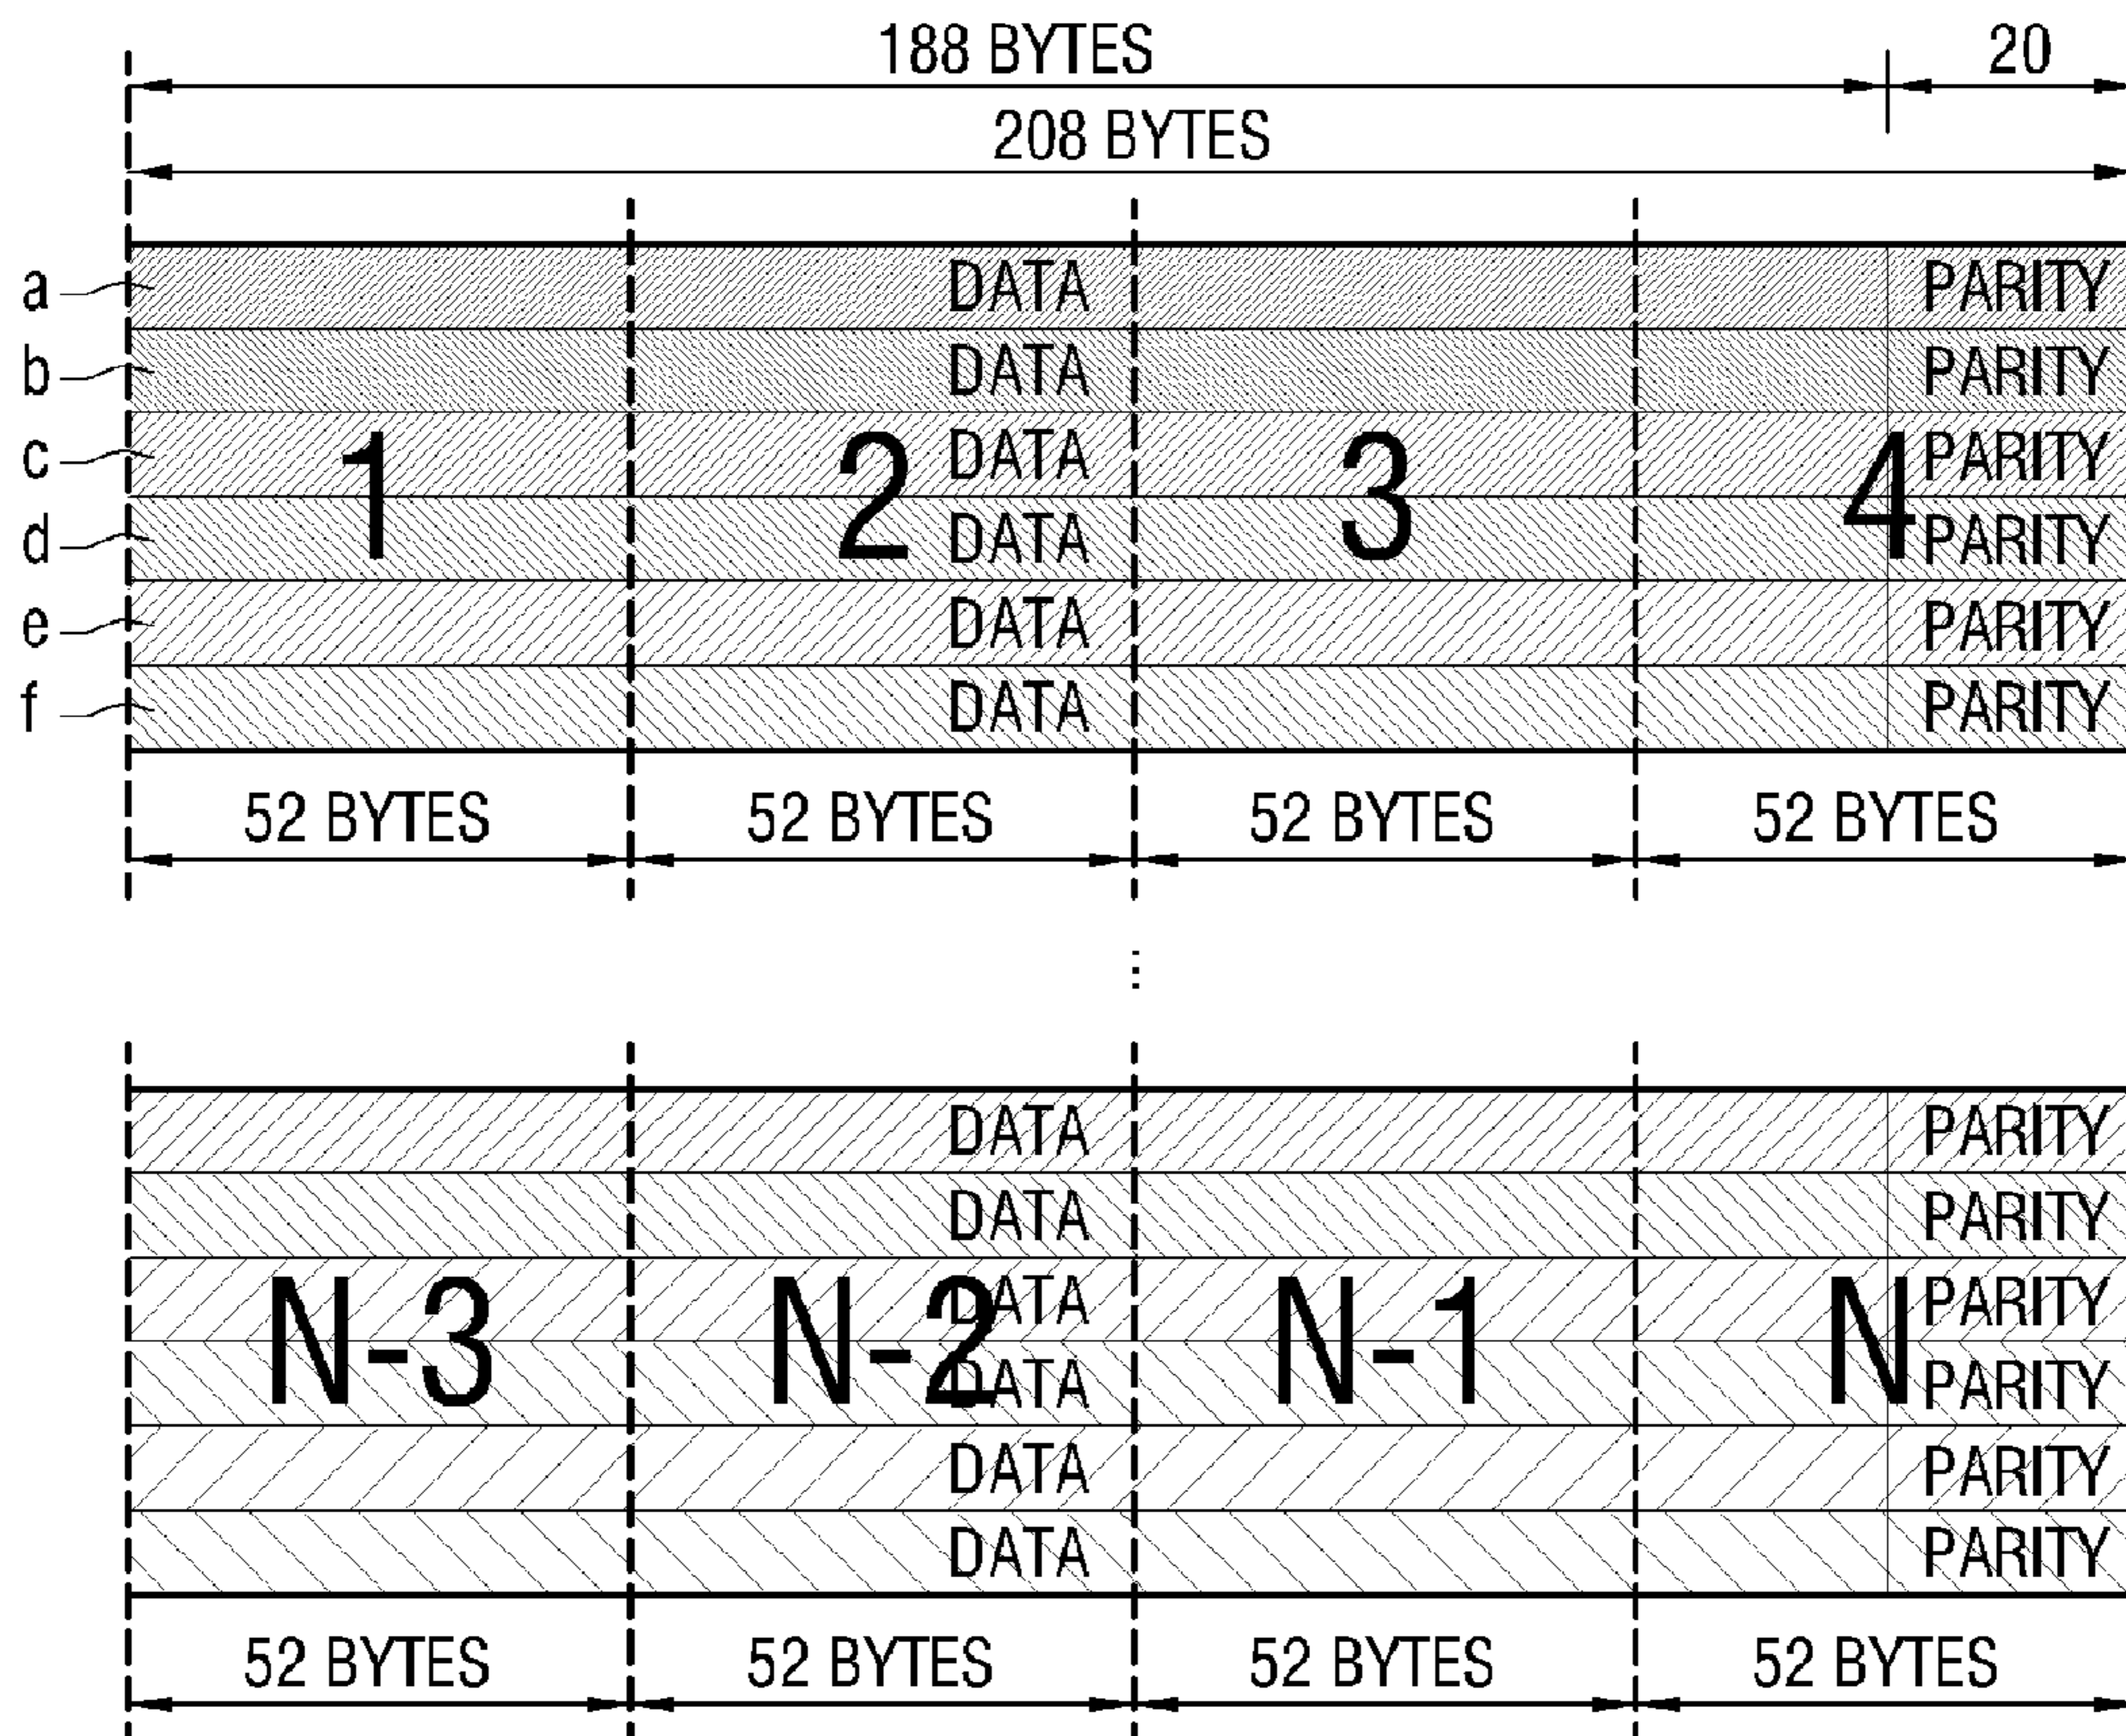 188 BYTES 20
208 BYTES
a DATA PARITY
b DATA PARITY
c DATA PARITY
1 2 3 4
d DATA PARITY
e DATA PARITY
f DATA PARITY
52 BYTES 52 BYTES 52 BYTES 52 BYTES
DATA PARITY
DATA PARITY
DATA PARITY
N-3 N-2 N-1 N
DATA PARITY
DATA PARITY
DATA PARITY
52 BYTES 52 BYTES 52 BYTES 52 BYTES